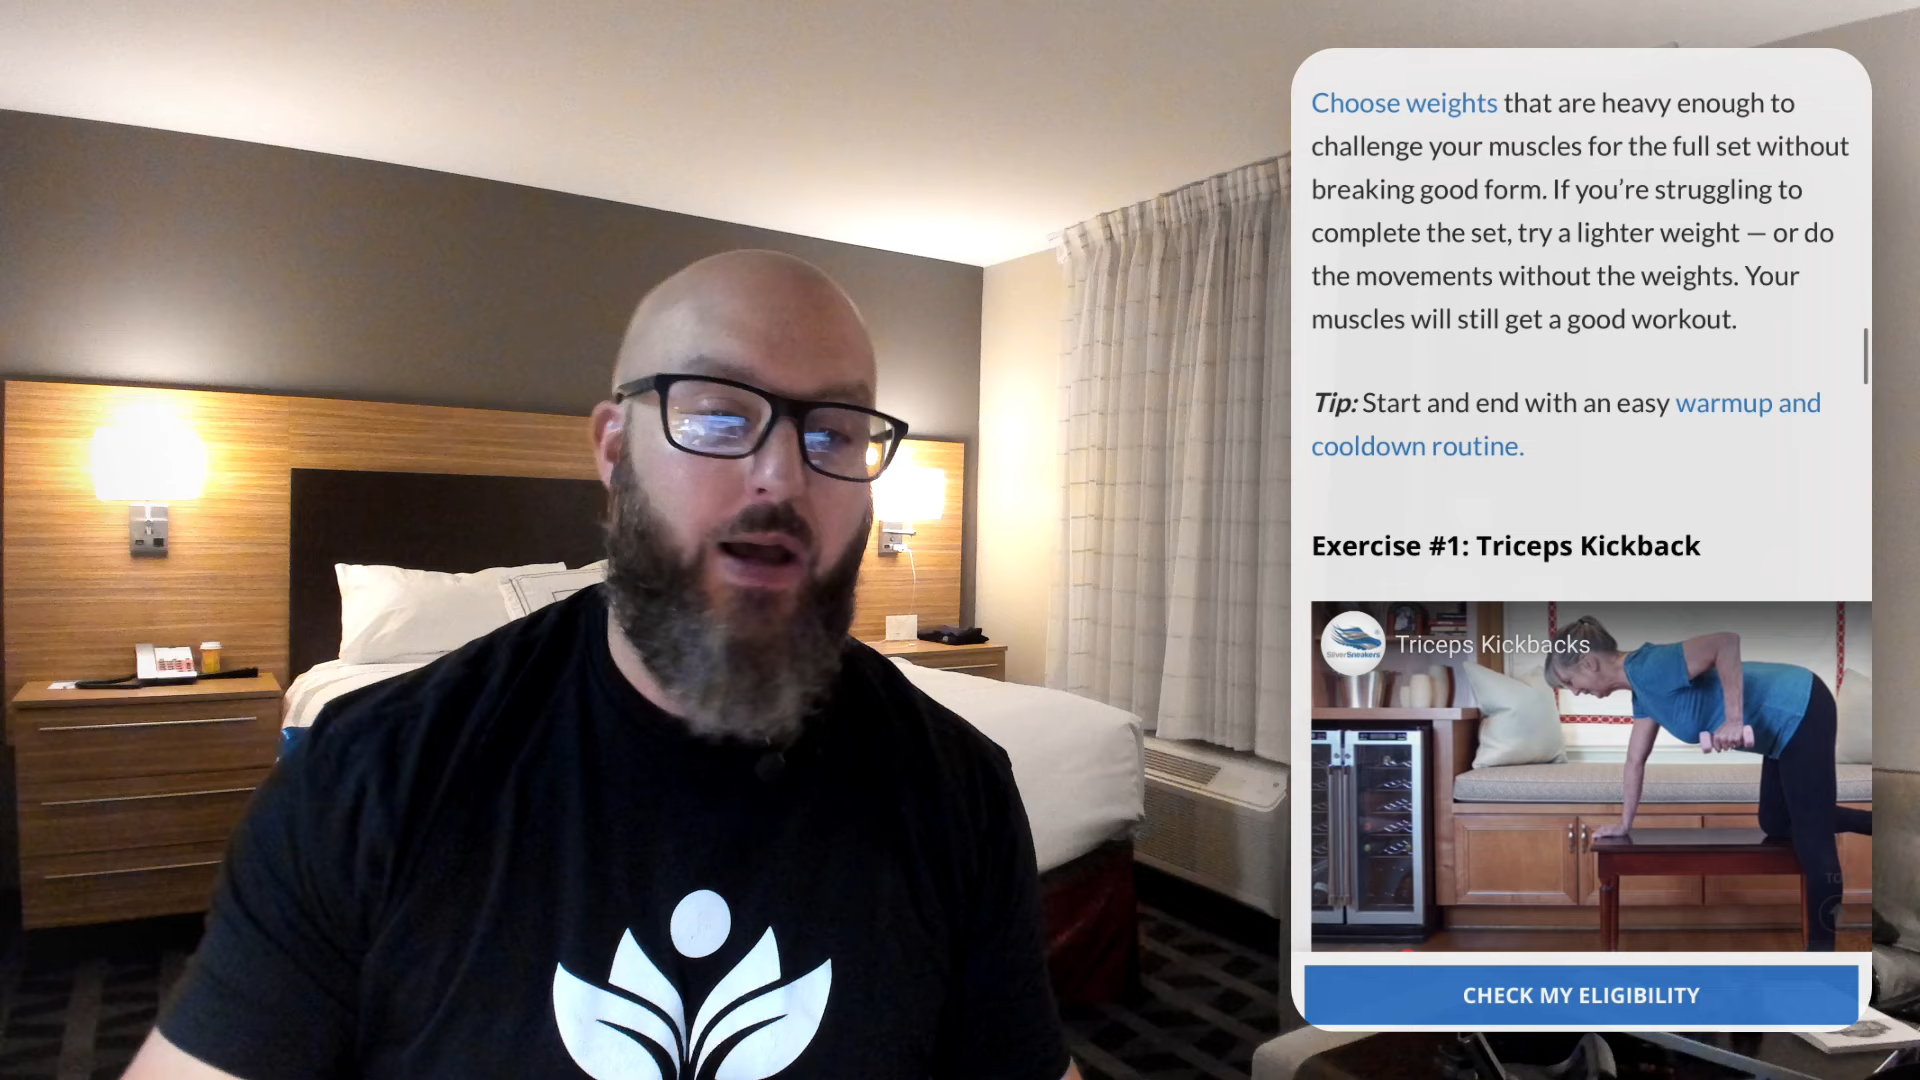 Choose weights that are heavy enough to
challenge your muscles for the full set without
breaking good form. If you’re struggling to
complete the set, try a lighter weight — or do
the movements without the weights. Your
muscles will still get a good workout.
Tip: Start and end with an easy warmup and
cooldown routine.
Exercise #1: Triceps Kickback
SilverSneakers
Triceps Kickbacks
CHECK MY ELIGIBILITY